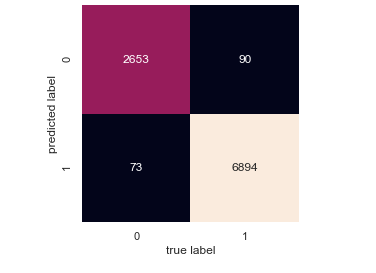 0
2653 90
predicted label
1
73 6894
0 1
true label